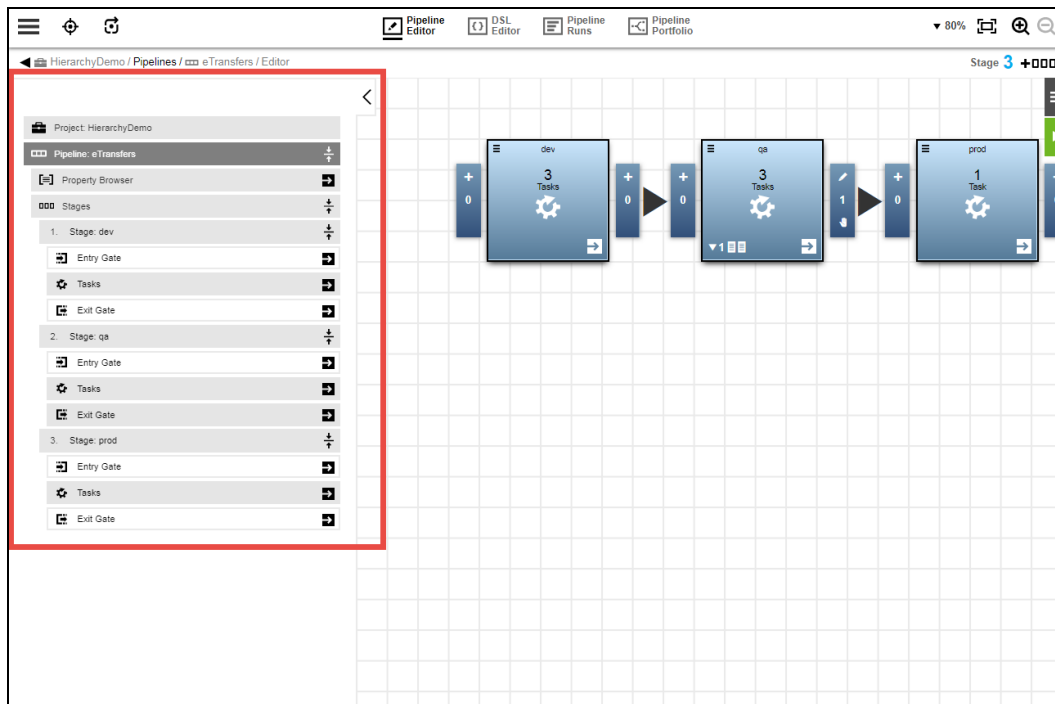 Pipeline Editor
DSL Editor
Pipeline Runs
Pipeline Portfolio
80%
HierarchyDemo / Pipelines / eTransfers / Editor
Stage 3
Project: HierarchyDemo
Pipeline: eTransfers
Property Browser
Stages
1. Stage: dev
Entry Gate
Tasks
Exit Gate
2. Stage: qa
Entry Gate
Tasks
Exit Gate
3. Stage: prod
Entry Gate
Tasks
Exit Gate
dev
3
Tasks
0
0
qa
3
Tasks
0
1
1
prod
1
Task
0